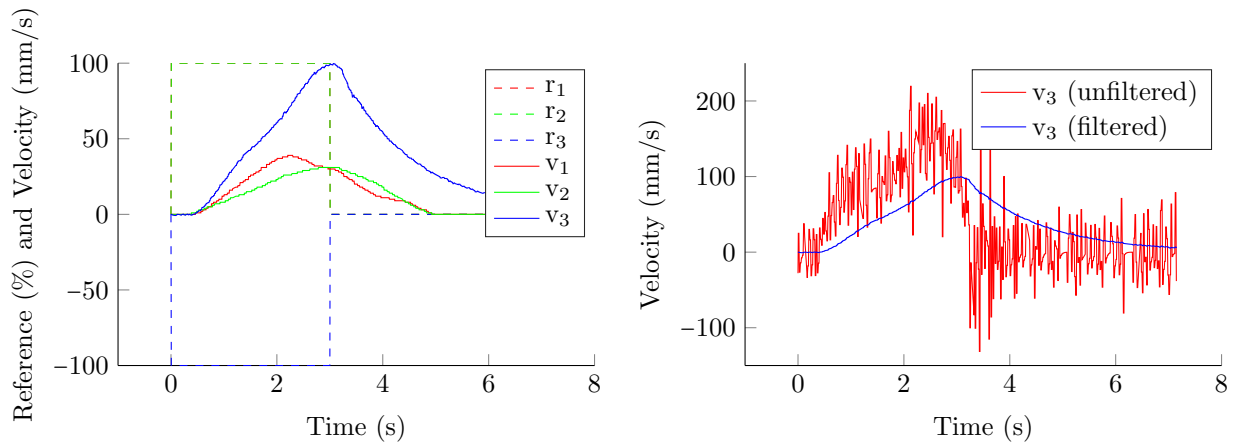 Reference (%) and Velocity (mm/s)
100
50
0
−50
−100
0 2 4 6 8
Time (s)
r1
r2
r3
v1
v2
v3
Velocity (mm/s)
200
100
0
−100
0 2 4 6 8
Time (s)
v3 (unfiltered)
v3 (filtered)